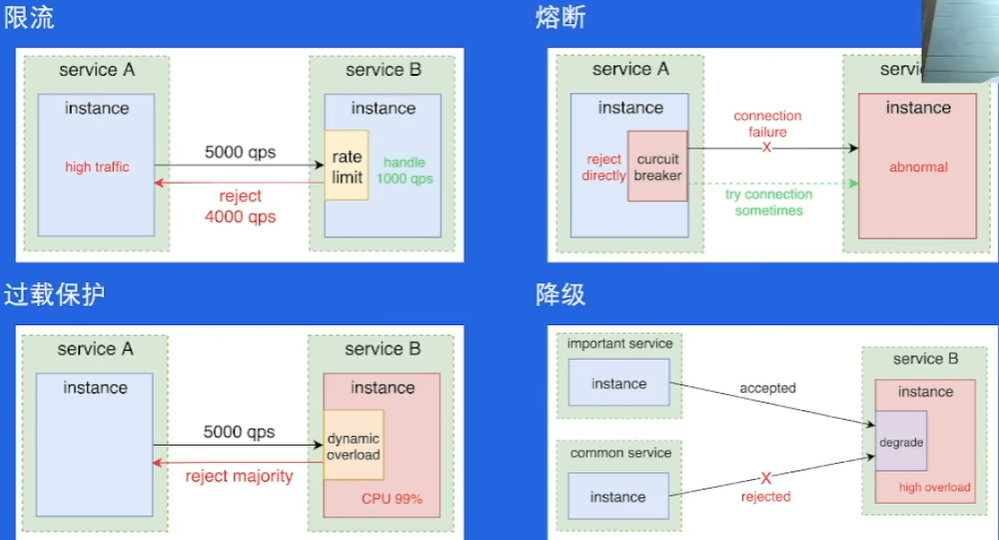 限流
service A
instance
high traffic
5000 qps
reject
4000 qps
service B
instance
rate
limit
handle
1000 qps
熔断
service A
instance
reject
directly
curcuit
breaker
connection
failure
X
try connection
sometimes
instance
abnormal
过载保护
service A
instance
5000 qps
reject majority
service B
instance
dynamic
overload
CPU 99%
降级
important service
instance
common service
instance
accepted
X
rejected
service B
instance
degrade
high overload